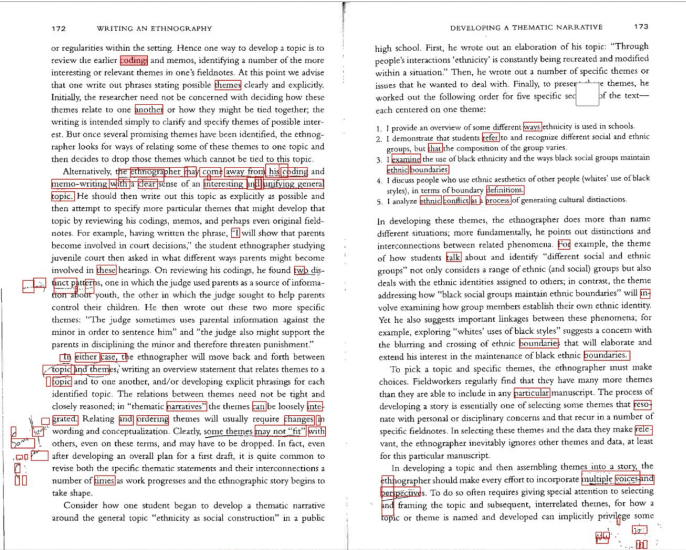 172 WRITING AN ETHNOGRAPHY
or regularities within the setting. Hence one way to develop a topic is to
review the earlier codings and memos, identifying a number of the more
interesting or relevant themes in one's fieldnotes. At this point we advise
that one write out phrases stating possible themes clearly and explicitly.
Initially, the researcher need not be concerned with deciding how these
themes relate to one another or how they might be tied together; the
writing is intended simply to clarify and specify themes of possible inter-
est. But once several promising themes have been identified, the ethnog-
rapher looks for ways of relating some of these themes to one topic and
then decides to drop those themes which cannot be tied to this topic.
Alternatively, the ethnographer may come away from his coding and
memo-writing with a clear sense of an interesting and unifying general
topic. He should then write out this topic as explicitly as possible and
then attempt to specify more particular themes that might develop that
topic by reviewing his codings, memos, and perhaps even original field-
notes. For example, having written the phrase, "I will show that parents
become involved in court decisions," the student ethnographer studying
juvenile court then asked in what different ways parents might become
involved in these hearings. On reviewing his codings, he found two dis-
tinct patterns, one in which the judge used parents as a source of informa-
tion about youth, the other in which the judge sought to help parents
control their children. He then wrote out these two more specific
themes: "The judge sometimes uses parental information against the
minor in order to sentence him" and "the judge also might support the
parents in disciplining the minor and therefore threaten punishment."
In either case, the ethnographer will move back and forth between
topic and themes, writing an overview statement that relates themes to a
topic and to one another, and/or developing explicit phrasings for each
identified topic. The relations between themes need not be tight and
closely reasoned; in "thematic narratives" the themes can be loosely inte-
grated. Relating and ordering themes will usually require changes in
wording and conceptualization. Clearly, some themes may not "fit" with
others, even on these terms, and may have to be dropped. In fact, even
after developing an overall plan for a first draft, it is quite common to
revise both the specific thematic statements and their interconnections a
number of times as work progresses and the ethnographic story begins to
take shape.
Consider how one student began to develop a thematic narrative
around the general topic "ethnicity as social construction" in a public
DEVELOPING A THEMATIC NARRATIVE 173
high school. First, he wrote out an elaboration of his topic: "Through
people's interactions 'ethnicity' is constantly being recreated and modified
within a situation." Then, he wrote out a number of specific themes or
issues that he wanted to deal with. Finally, to present themes, he
worked out the following order for five specific sec of the text—
each centered on one theme:
1. I provide an overview of some different ways ethnicity is used in schools.
2. I demonstrate that students refer to and recognize different social and ethnic
groups, but that the composition of the group varies.
3. I examine the use of black ethnicity and the ways black social groups maintain
ethnic boundaries.
4. I discuss people who use ethnic aesthetics of other people (whites' use of black
styles), in terms of boundary definitions.
5. I analyze ethnic conflict as a process of generating cultural distinctions.
In developing these themes, the ethnographer does more than name
different situations; more fundamentally, he points out distinctions and
interconnections between related phenomena. For example, the theme
of how students talk about and identify "different social and ethnic
groups" not only considers a range of ethnic (and social) groups but also
deals with the ethnic identities assigned to others; in contrast, the theme
addressing how "black social groups maintain ethnic boundaries" will in-
volve examining how group members establish their own ethnic identity.
Yet he also suggests important linkages between these phenomena; for
example, exploring "whites' uses of black styles" suggests a concern with
the blurring and crossing of ethnic boundaries that will elaborate and
extend his interest in the maintenance of black ethnic boundaries.
To pick a topic and specific themes, the ethnographer must make
choices. Fieldworkers regularly find that they have many more themes
than they are able to include in any particular manuscript. The process of
developing a story is essentially one of selecting some themes that reso-
nate with personal or disciplinary concerns and that recur in a number of
specific fieldnotes. In selecting these themes and the data they make rele-
vant, the ethnographer inevitably ignores other themes and data, at least
for this particular manuscript.
In developing a topic and then assembling themes into a story, the
ethnographer should make every effort to incorporate multiple voices and
perspectives. To do so often requires giving special attention to selecting
and framing the topic and subsequent, interrelated themes, for how a
topic or theme is named and developed can implicitly privilege some